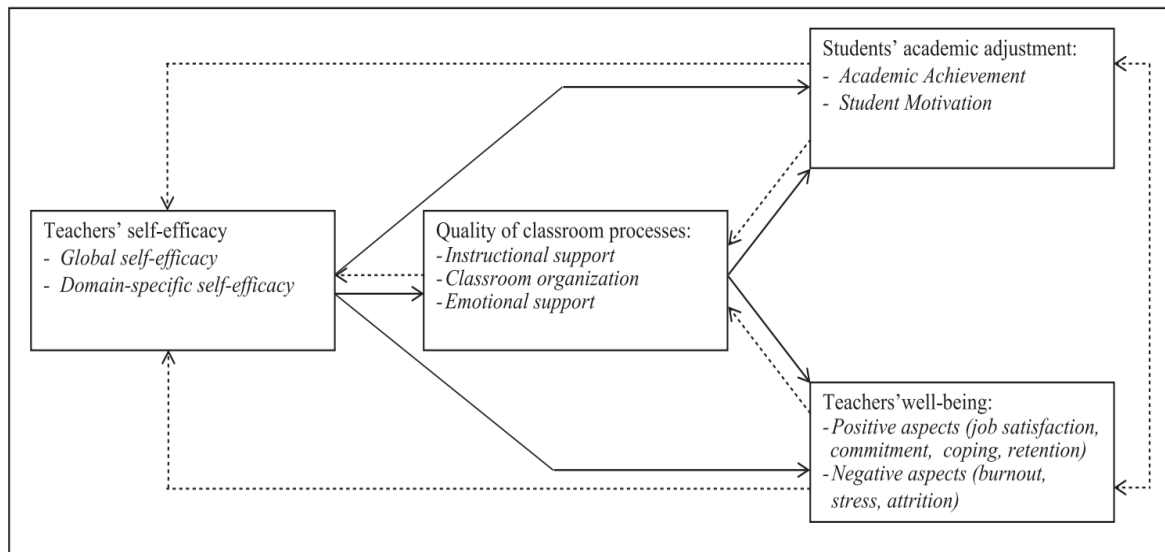 Students’ academic adjustment:
- Academic Achievement
- Student Motivation
Teachers’ self-efficacy
- Global self-efficacy
- Domain-specific self-efficacy
Quality of classroom processes:
-Instructional support
-Classroom organization
-Emotional support
Teachers’well-being:
-Positive aspects (job satisfaction,
commitment, coping, retention)
-Negative aspects (burnout,
stress, attrition)